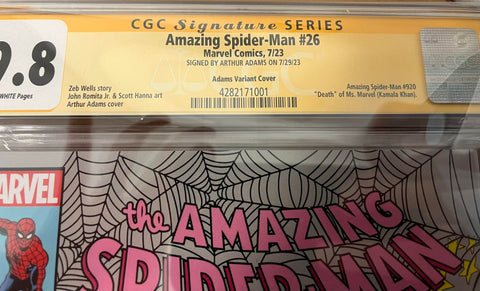 CGC Signature SERIES
Amazing Spider-Man #26
Marvel Comics, 7/23
SIGNED BY ARTHUR ADAMS ON 7/29/23
9.8
WHITE Pages
Adams Variant Cover
Zeb Wells story
John Romita Jr. & Scott Hanna art
Arthur Adams cover
4282171001
Amazing Spider-Man #920
"Death" of Ms. Marvel (Kamala Khan).
MARVEL
the AMAZING
SPIDER-MAN